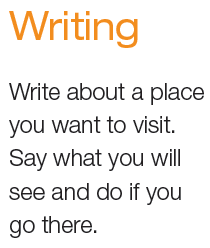 Writing
Write about a place
you want to visit.
Say what you will
see and do if you
go there.